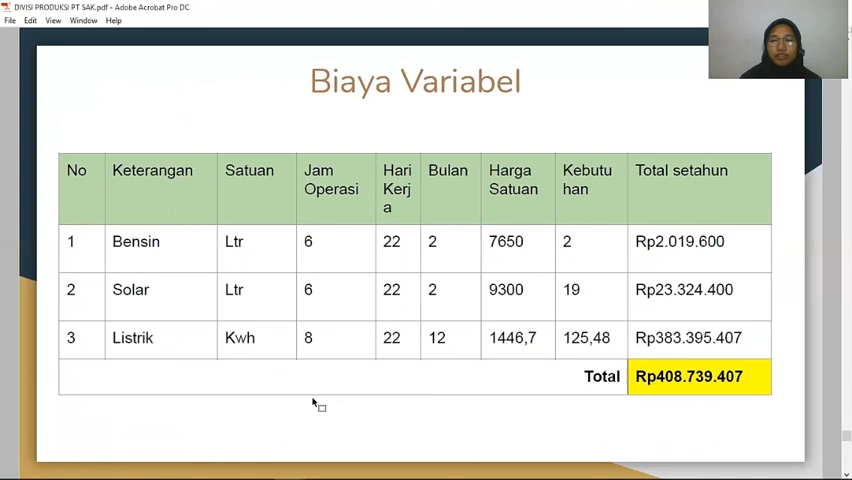 DIVISI PRODUKSI PT SAK.pdf - Adobe Acrobat Pro DC
File Edit View Window Help
Biaya Variabel
No Keterangan Satuan Jam Operasi Hari Kerj a Bulan Harga Satuan Kebutu han Total setahun
1 Bensin Ltr 6 22 2 7650 2 Rp2.019.600
2 Solar Ltr 6 22 2 9300 19 Rp23.324.400
3 Listrik Kwh 8 22 12 1446,7 125,48 Rp383.395.407
Total Rp408.739.407